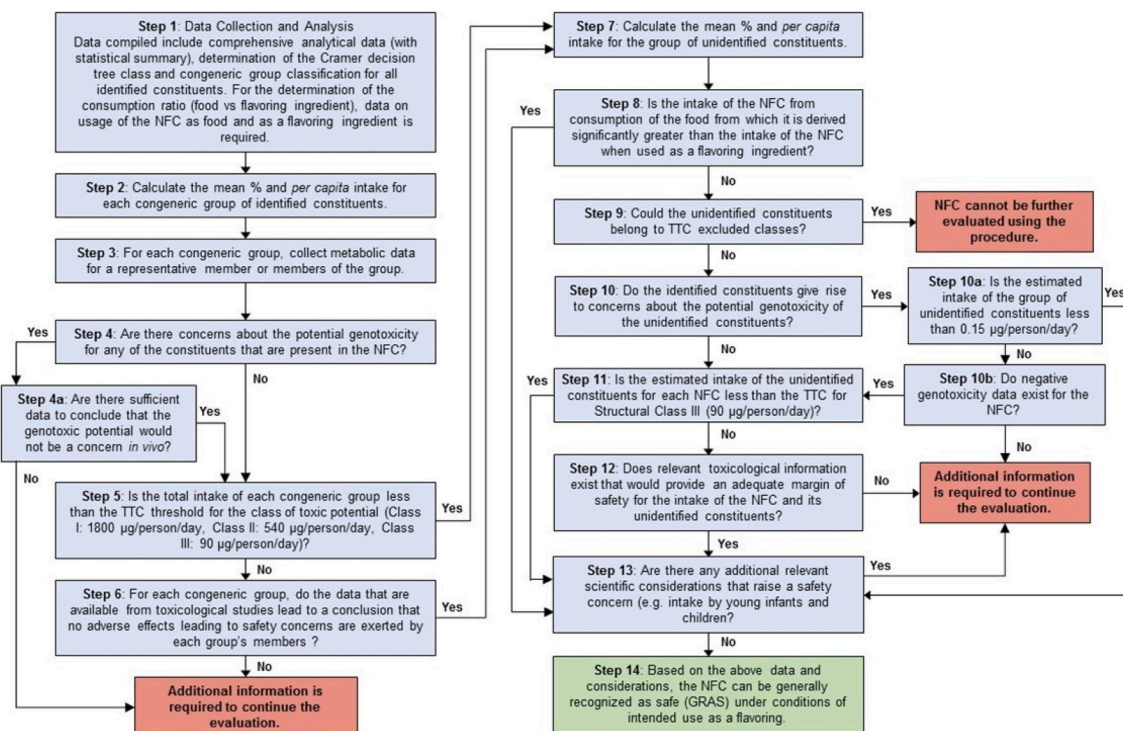 Step 1: Data Collection and Analysis
Data compiled include comprehensive analytical data (with
statistical summary), determination of the Cramer decision
tree class and congeneric group classification for all
identified constituents. For the determination of the
consumption ratio (food vs flavoring ingredient), data on
usage of the NFC as food and as a flavoring ingredient is
required.
Step 2: Calculate the mean % and per capita intake for
each congeneric group of identified constituents.
Step 3: For each congeneric group, collect metabolic data
for a representative member or members of the group.
Step 4: Are there concerns about the potential genotoxicity
for any of the constituents that are present in the NFC?
Yes
No
Step 4a: Are there sufficient
data to conclude that the
genotoxic potential would
not be a concern in vivo?
Yes
No
Step 5: Is the total intake of each congeneric group less
than the TTC threshold for the class of toxic potential (Class
I: 1800 µg/person/day, Class II: 540 µg/person/day, Class
III: 90 µg/person/day)?
Yes
No
Step 6: For each congeneric group, do the data that are
available from toxicological studies lead to a conclusion that
no adverse effects leading to safety concerns are exerted by
each group's members ?
Yes
No
Additional information is
required to continue the
evaluation.
Step 7: Calculate the mean % and per capita
intake for the group of unidentified constituents.
Step 8: Is the intake of the NFC from
consumption of the food from which it is derived
significantly greater than the intake of the NFC
when used as a flavoring ingredient?
Yes
No
Step 9: Could the unidentified constituents
belong to TTC excluded classes?
Yes
NFC cannot be further
evaluated using the
procedure.
No
Step 10: Do the identified constituents give rise
to concerns about the potential genotoxicity of
the unidentified constituents?
Yes
No
Step 10a: Is the estimated
intake of the group of
unidentified constituents less
than 0.15 µg/person/day?
Yes
No
Step 10b: Do negative
genotoxicity data exist for the
NFC?
Yes
No
Step 11: Is the estimated intake of the unidentified
constituents for each NFC less than the TTC for
Structural Class III (90 µg/person/day)?
Yes
No
Step 12: Does relevant toxicological information
exist that would provide an adequate margin of
safety for the intake of the NFC and its
unidentified constituents?
No
Additional information
is required to continue
the evaluation.
Yes
Step 13: Are there any additional relevant
scientific considerations that raise a safety
concern (e.g. intake by young infants and
children?
Yes
No
Step 14: Based on the above data and
considerations, the NFC can be generally
recognized as safe (GRAS) under conditions of
intended use as a flavoring.